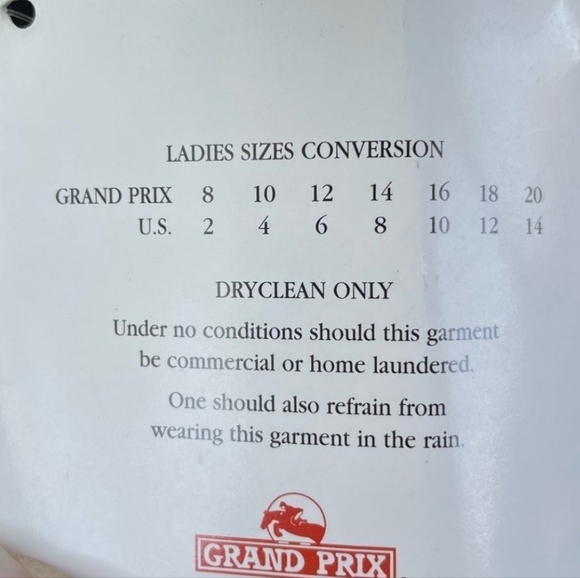 LADIES SIZES CONVERSION
GRAND PRIX 8 10 12 14 16 18 20
U.S. 2 4 6 8 10 12 14
DRYCLEAN ONLY
Under no conditions should this garment
be commercial or home laundered.
One should also refrain from
wearing this garment in the rain.
GRAND PRIX